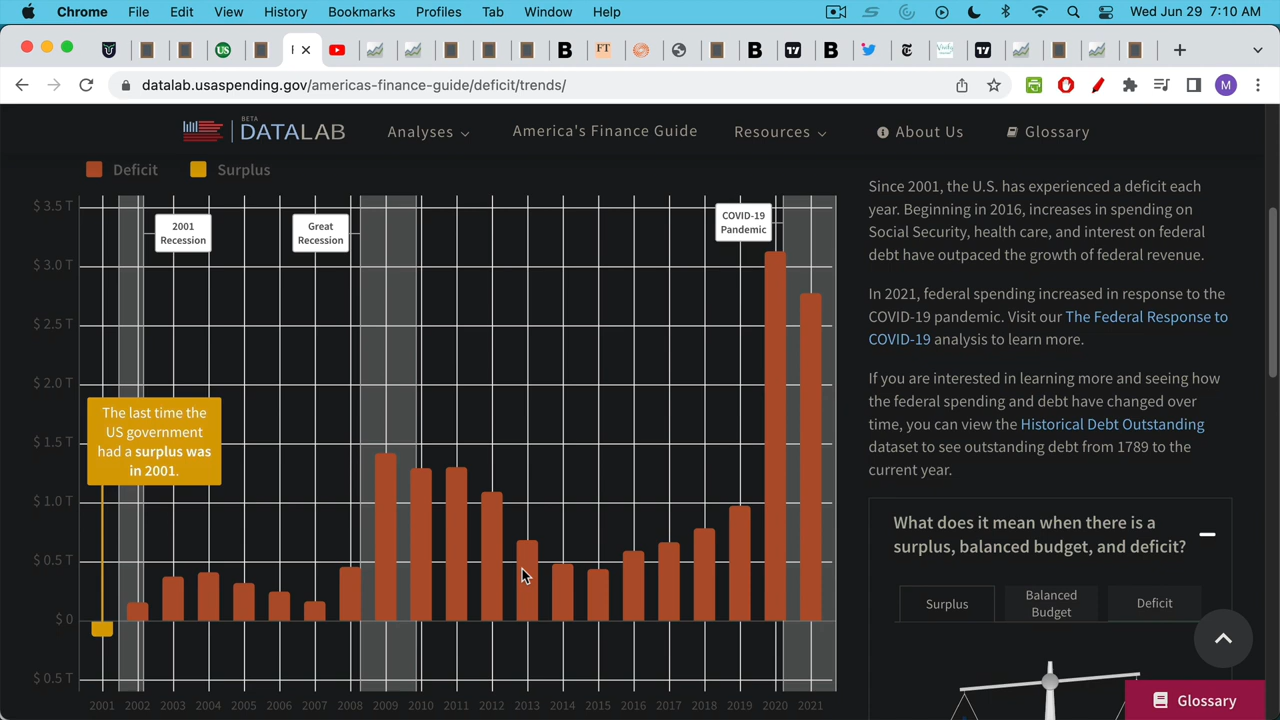 Chrome File Edit View History Bookmarks Profiles Tab Window Help Wed Jun 29 7:10 AM
US
B
FT
B
B
T
datalab.usaspending.gov/americas-finance-guide/deficit/trends/
M
BETA
DATALAB
Analyses America's Finance Guide Resources About Us Glossary
Deficit Surplus
$ 3.5 T
$ 3.0 T
$ 2.5 T
$ 2.0 T
$ 1.5 T
$ 1.0 T
$ 0.5 T
$ 0
$ 0.5 T
2001
Recession
Great
Recession
COVID-19
Pandemic
The last time the
US government
had a surplus was
in 2001.
2001 2002 2003 2004 2005 2006 2007 2008 2009 2010 2011 2012 2013 2014 2015 2016 2017 2018 2019 2020 2021
Since 2001, the U.S. has experienced a deficit each
year. Beginning in 2016, increases in spending on
Social Security, health care, and interest on federal
debt have outpaced the growth of federal revenue.
In 2021, federal spending increased in response to the
COVID-19 pandemic. Visit our The Federal Response to
COVID-19 analysis to learn more.
If you are interested in learning more and seeing how
the federal spending and debt have changed over
time, you can view the Historical Debt Outstanding
dataset to see outstanding debt from 1789 to the
current year.
What does it mean when there is a
surplus, balanced budget, and deficit?
Surplus
Balanced
Budget
Deficit
Glossary